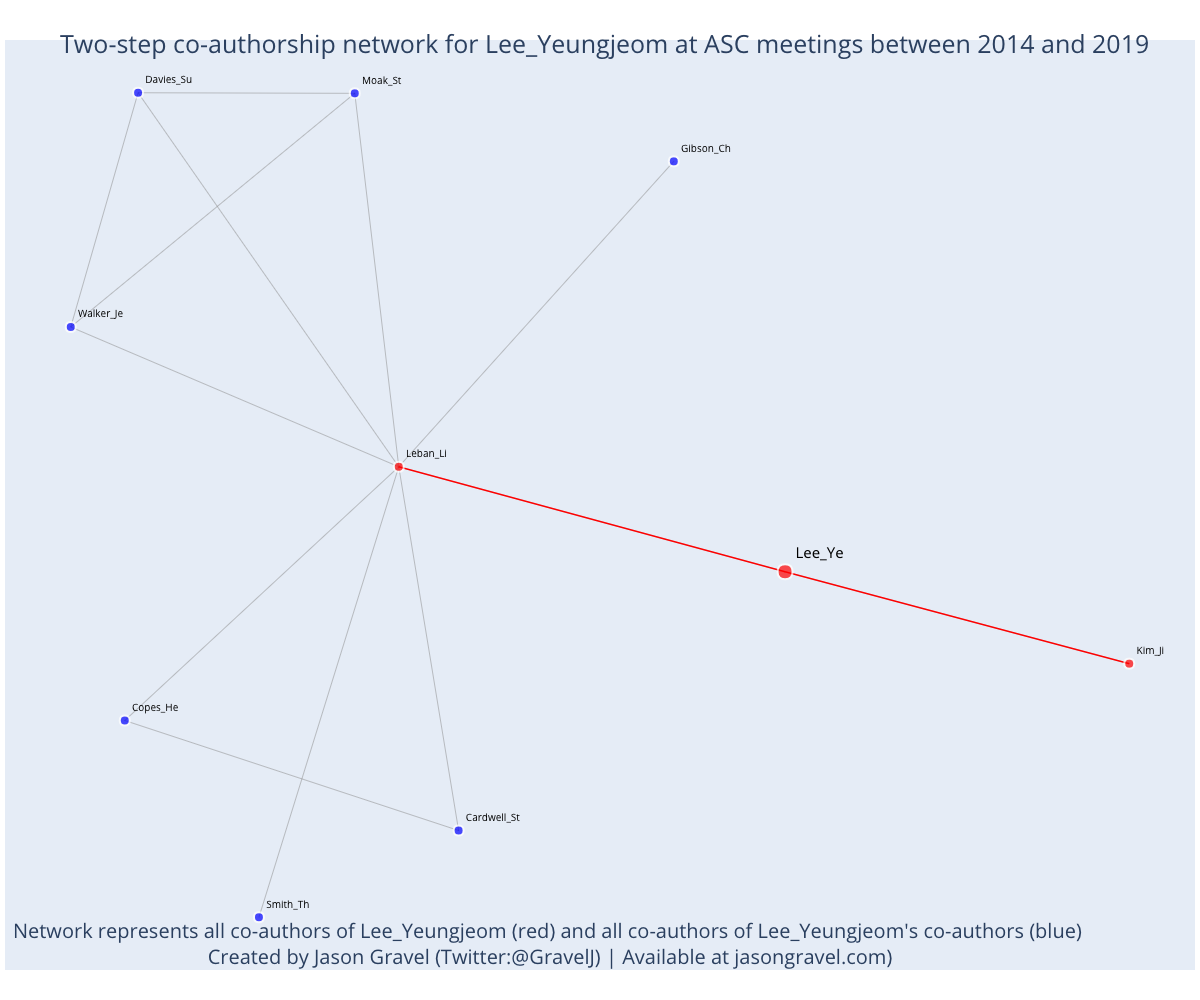 Two-step co-authorship network for Lee_Yeungjeom at ASC meetings between 2014 and 2019
Davies_Su
Moak_St
Gibson_Ch
Walker_Je
Leban_Li
Lee_Ye
Kim_Ji
Copes_He
Cardwell_St
Smith_Th
Network represents all co-authors of Lee_Yeungjeom (red) and all co-authors of Lee_Yeungjeom's co-authors (blue)
Created by Jason Gravel (Twitter:@GravelJ) | Available at jasongravel.com)